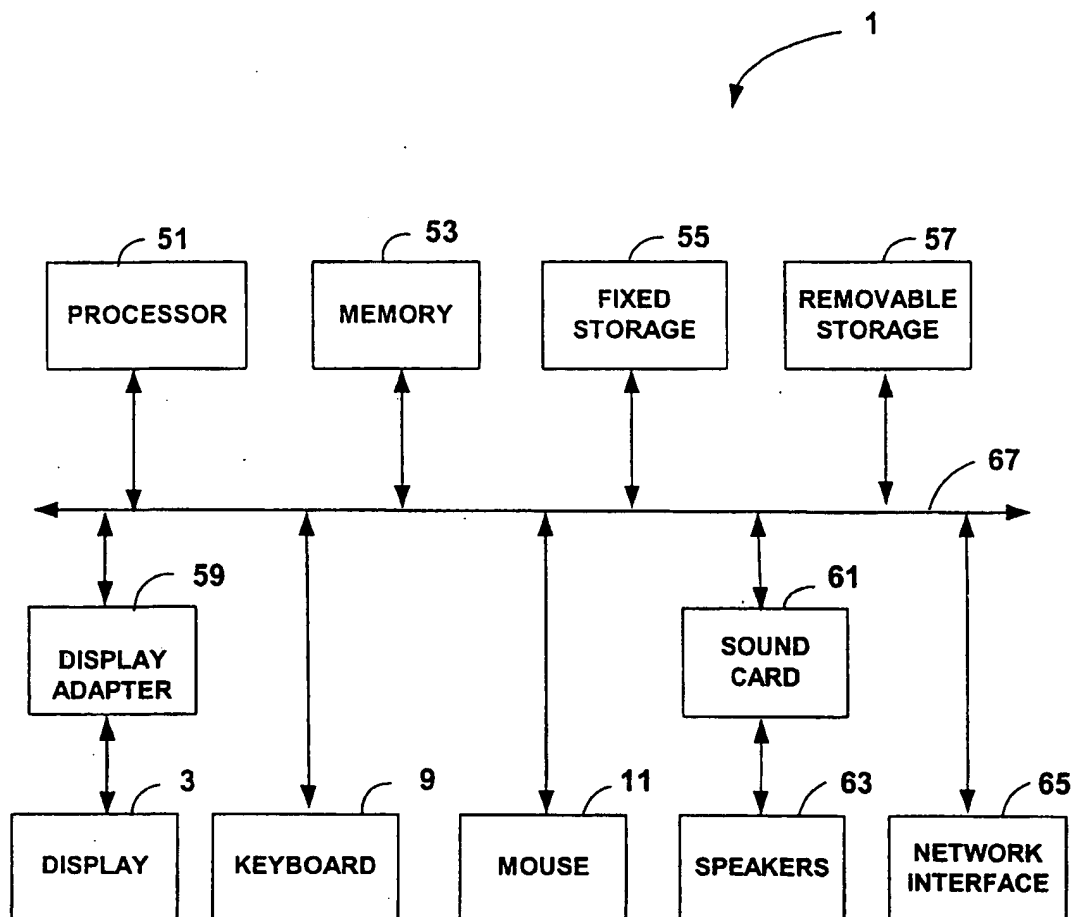 1
51
53
55
57
PROCESSOR
MEMORY
FIXED
STORAGE
REMOVABLE
STORAGE
67
59
61
DISPLAY
ADAPTER
SOUND
CARD
3
9
11
63
65
DISPLAY
KEYBOARD
MOUSE
SPEAKERS
NETWORK
INTERFACE